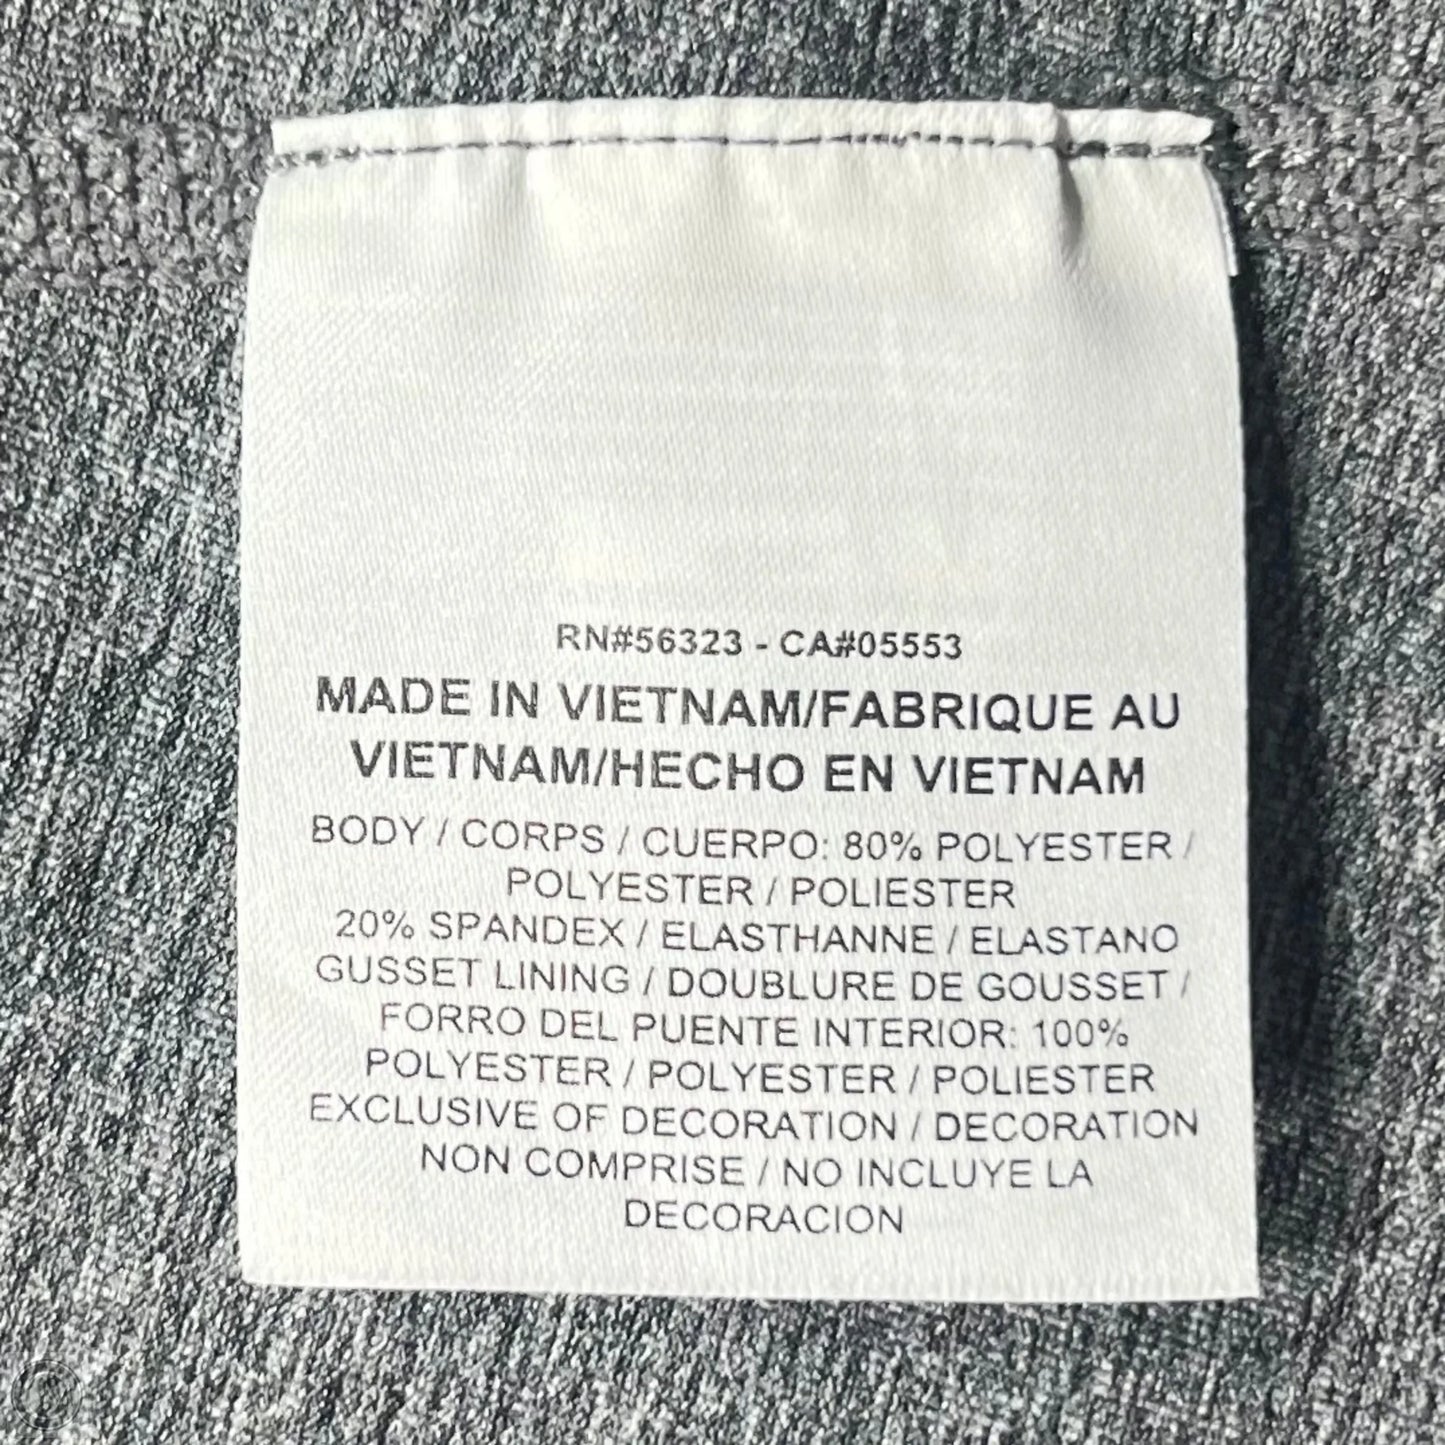 RN#56323 - CA#05553
MADE IN VIETNAM/FABRIQUE AU
VIETNAM/HECHO EN VIETNAM
BODY / CORPS / CUERPO: 80% POLYESTER /
POLYESTER / POLIESTER
20% SPANDEX / ELASTHANNE / ELASTANO
GUSSET LINING / DOUBLURE DE GOUSSET /
FORRO DEL PUENTE INTERIOR: 100%
POLYESTER / POLYESTER / POLIESTER
EXCLUSIVE OF DECORATION / DECORATION
NON COMPRISE / NO INCLUYE LA
DECORACION